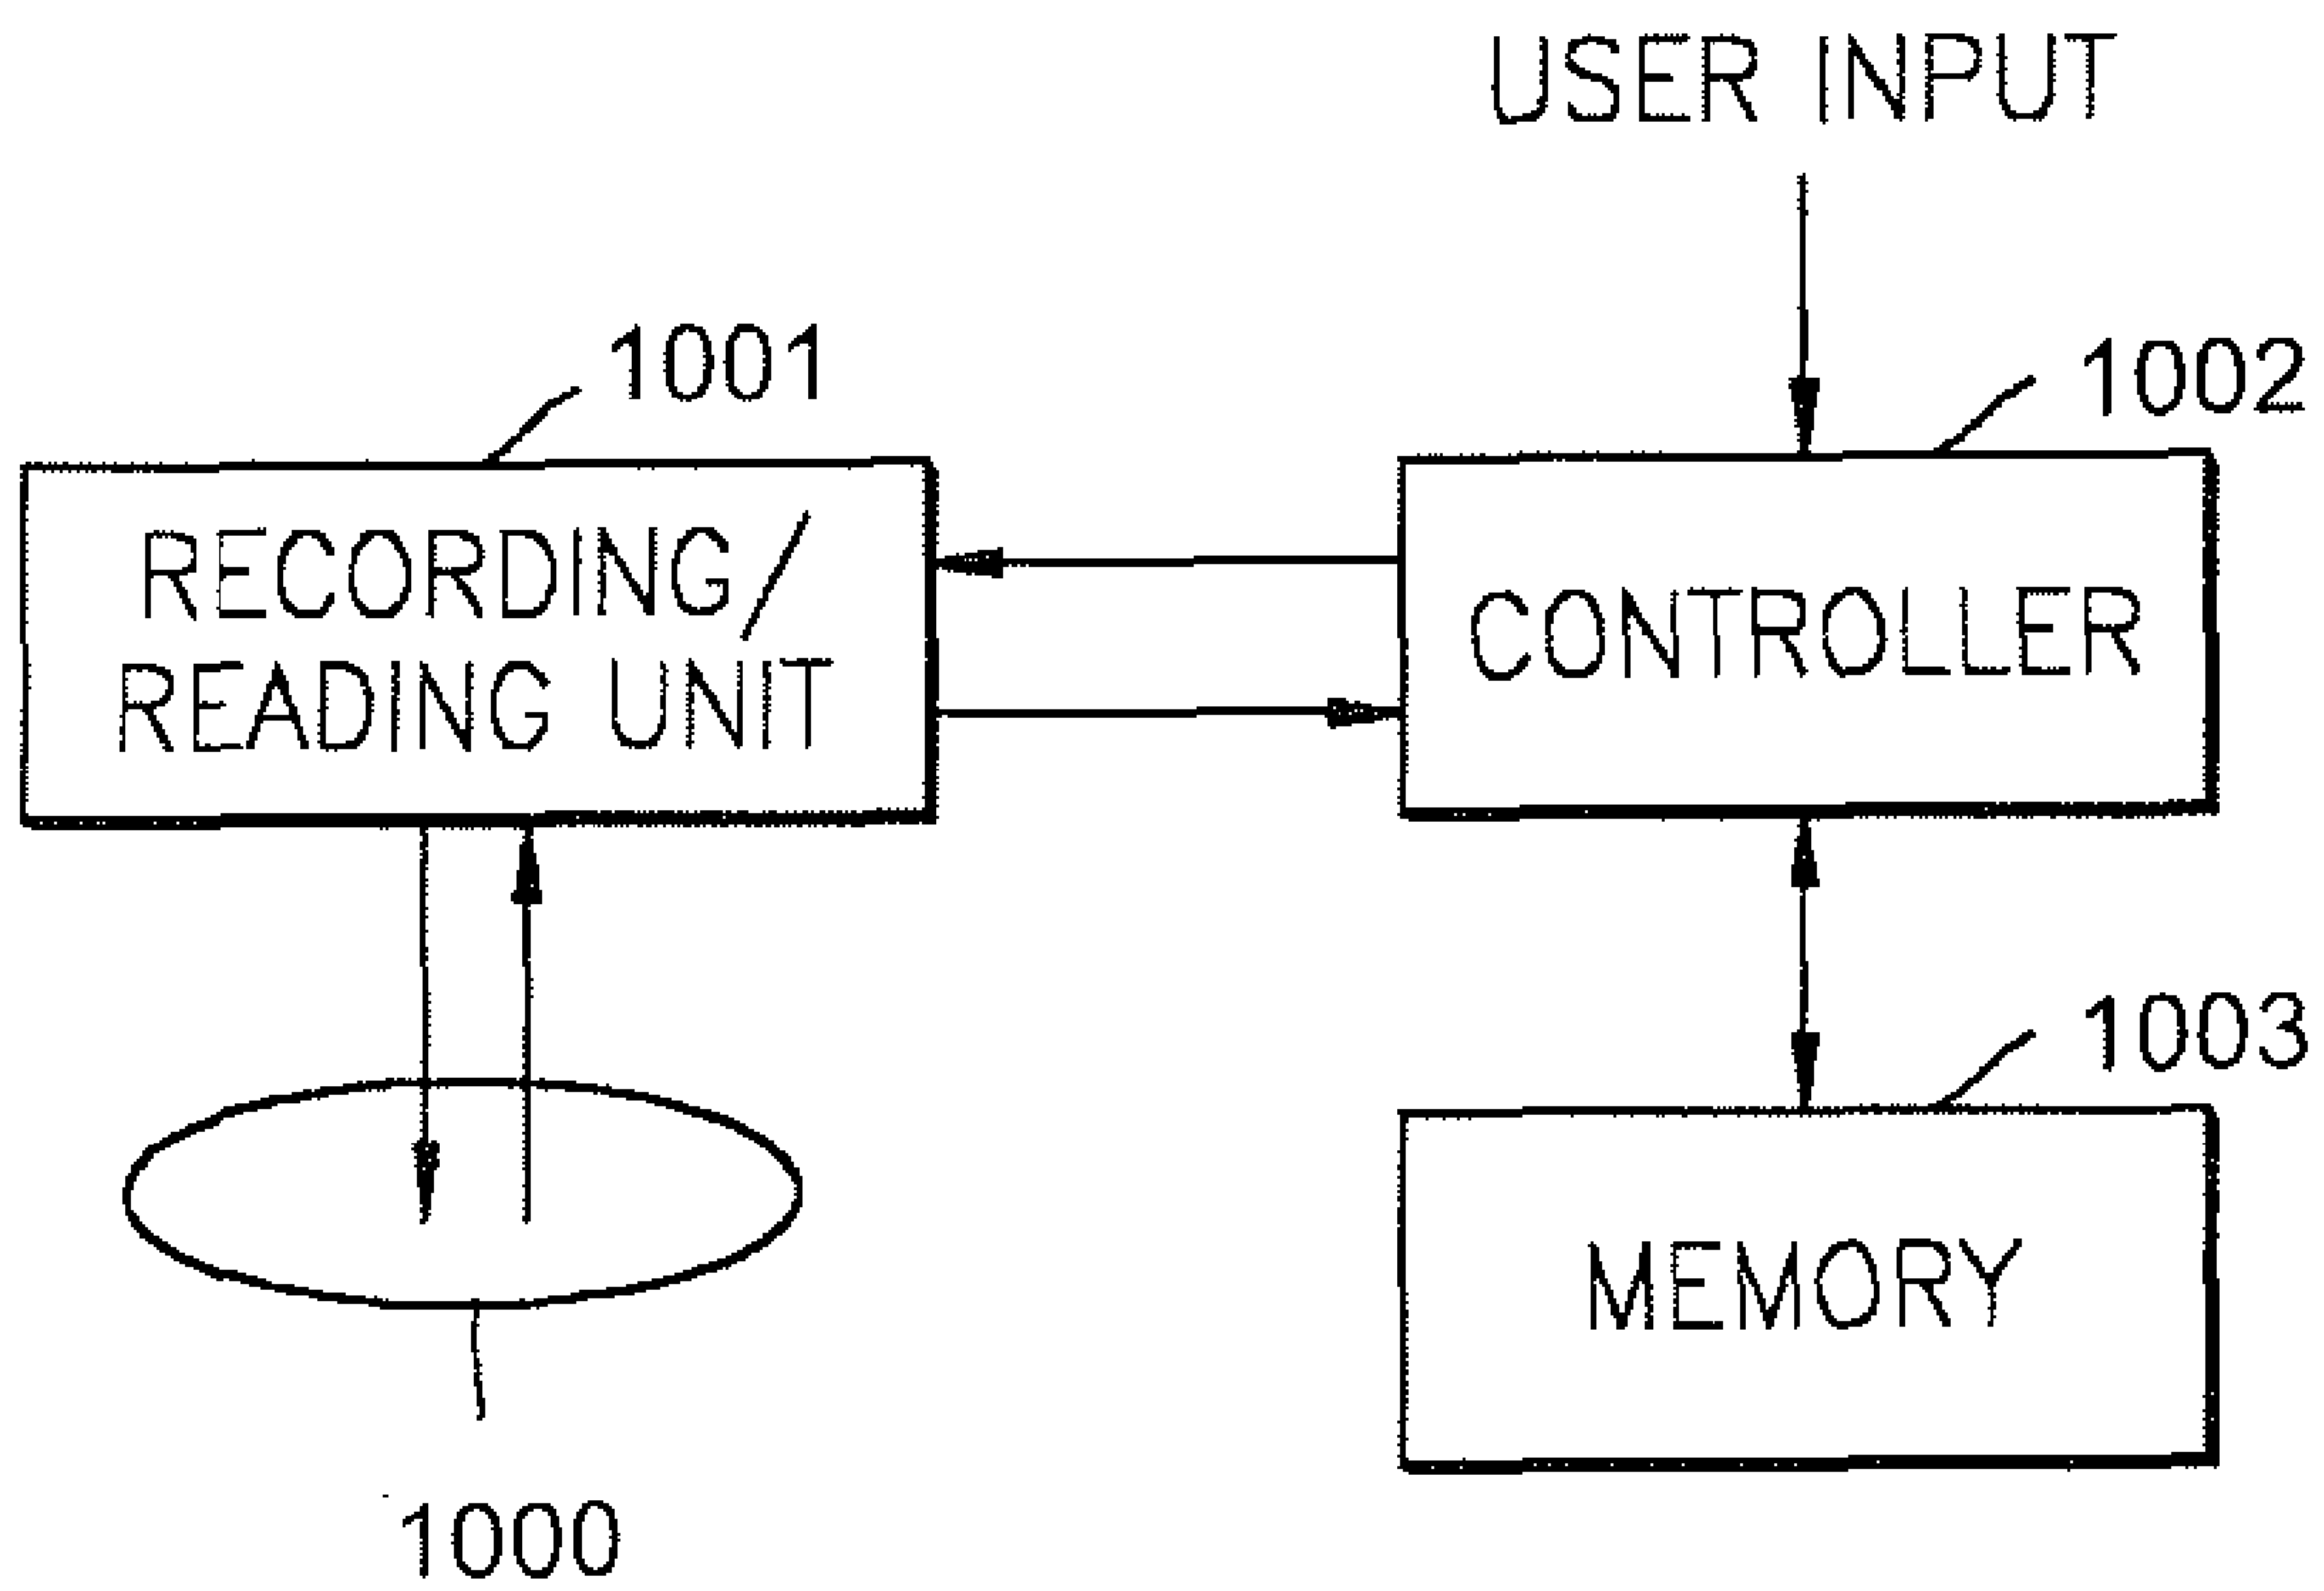 USER INPUT
1001
1002
RECORDING/
READING UNIT
CONTROLLER
1003
MEMORY
1000